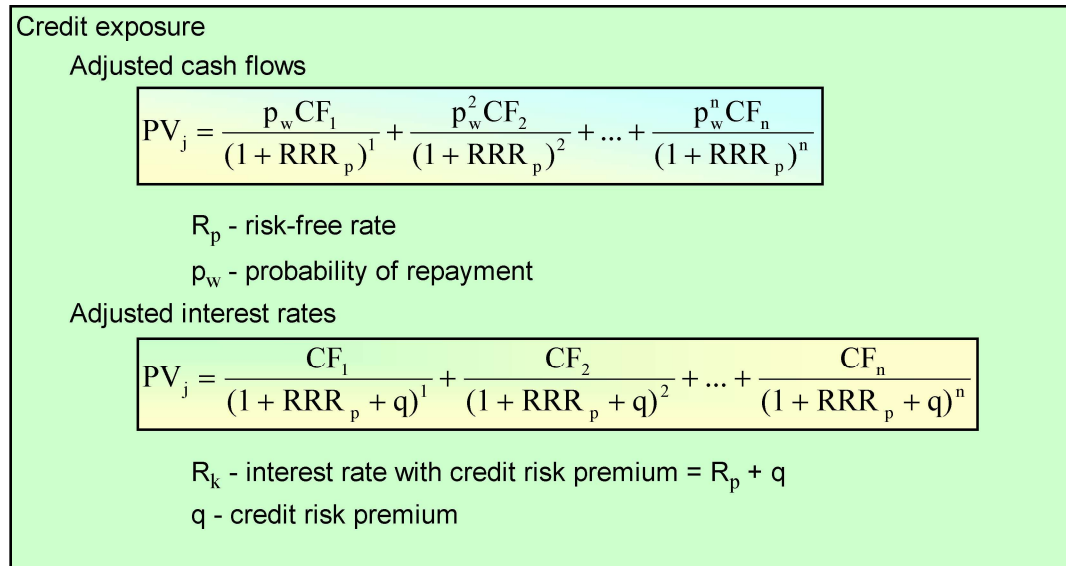 Credit exposure
Adjusted cash flows
PV_j = p_w CF_1 / (1 + RRR_p)^1 + p_w^2 CF_2 / (1 + RRR_p)^2 + ... + p_w^n CF_n / (1 + RRR_p)^n
R_p - risk-free rate
p_w - probability of repayment
Adjusted interest rates
PV_j = CF_1 / (1 + RRR_p + q)^1 + CF_2 / (1 + RRR_p + q)^2 + ... + CF_n / (1 + RRR_p + q)^n
R_k - interest rate with credit risk premium = R_p + q
q - credit risk premium